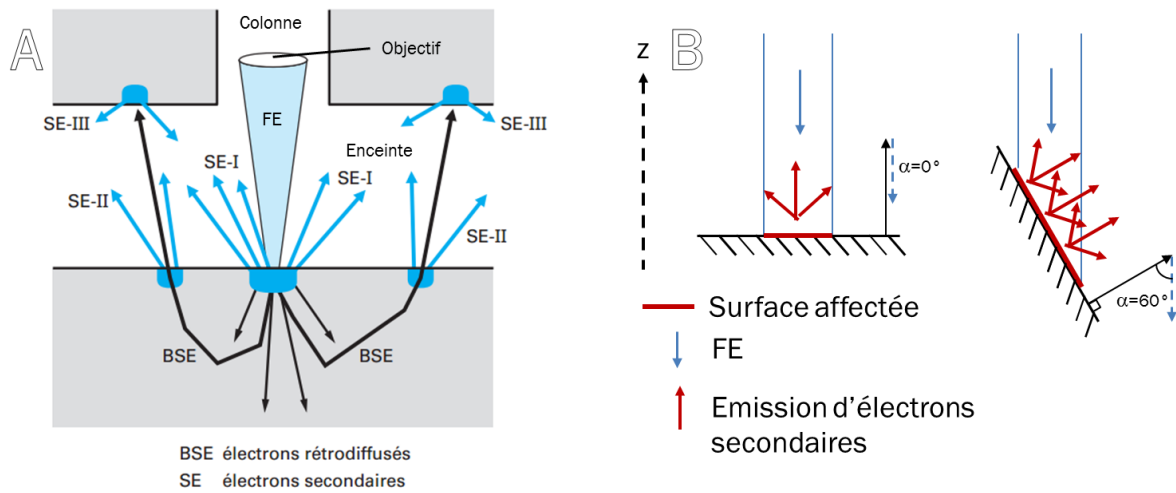 A
Colonne
Objectif
FE
SE-III
SE-III
Enceinte
SE-I
SE-I
SE-II
SE-II
BSE
BSE
BSE électrons rétrodiffusés
SE électrons secondaires
B
z
α=0°
α=60°
Surface affectée
FE
Emission d'électrons
secondaires